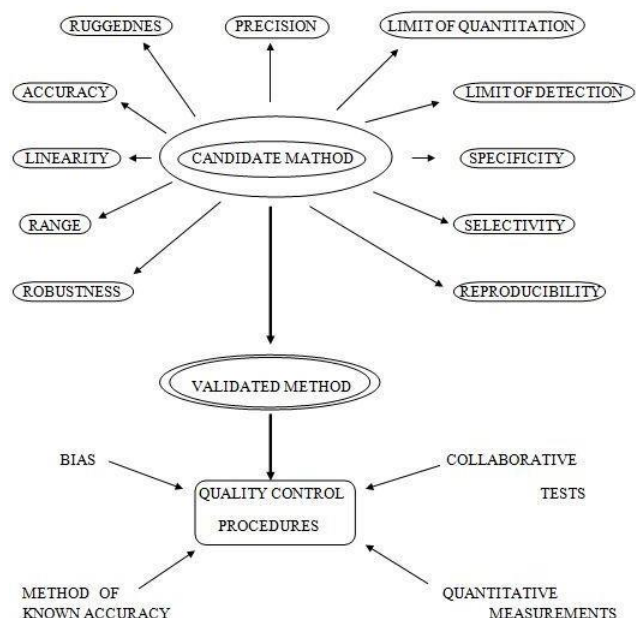 RUGGEDNES
PRECISION
LIMIT OF QUANTITATION
ACCURACY
LIMIT OF DETECTION
LINEARITY
CANDIDATE MATHOD
SPECIFICITY
RANGE
SELECTIVITY
ROBUSTNESS
REPRODUCIBILITY
VALIDATED METHOD
BIAS
COLLABORATIVE
TESTS
QUALITY CONTROL
PROCEDURES
METHOD OF
KNOWN ACCURACY
QUANTITATIVE
MEASUREMENTS